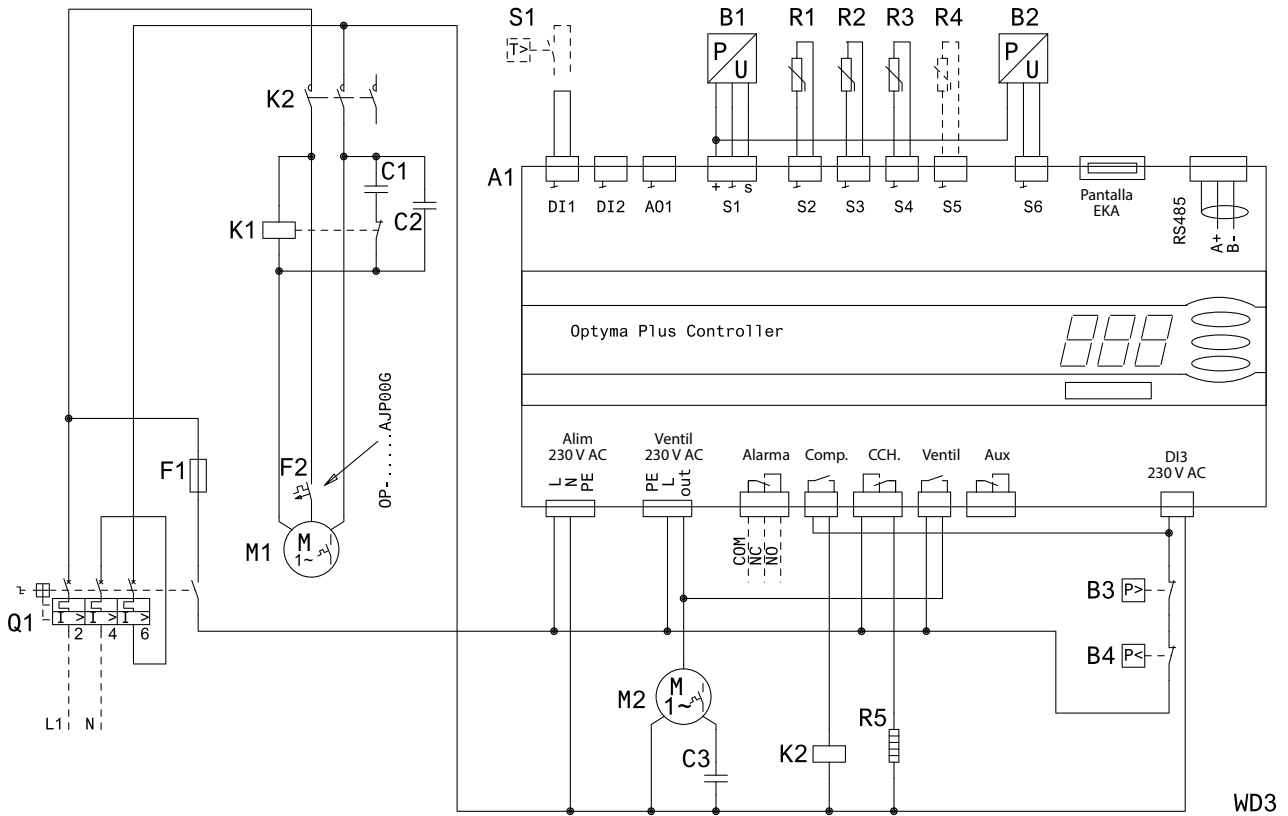 S1
B1
R1
R2
R3
R4
B2
T>
P
U
P
U
K2
A1
C1
C2
K1
+
s
DI1
DI2
AO1
S1
S2
S3
S4
S5
S6
Pantalla
EKA
RS485
A+
B-
Optyma Plus Controller
OP-......AJP00G
F1
F2
M1
M
1~
Alim
230 V AC
L
N
PE
Ventil
230 V AC
PE
L
out
Alarma
Comp.
CCH.
Ventil
Aux
DI3
230 V AC
COM
NC
NO
Q1
I >
I >
I >
2
4
6
L1
N
B3
P>
B4
P<
M2
M
1~
C3
K2
R5
WD3